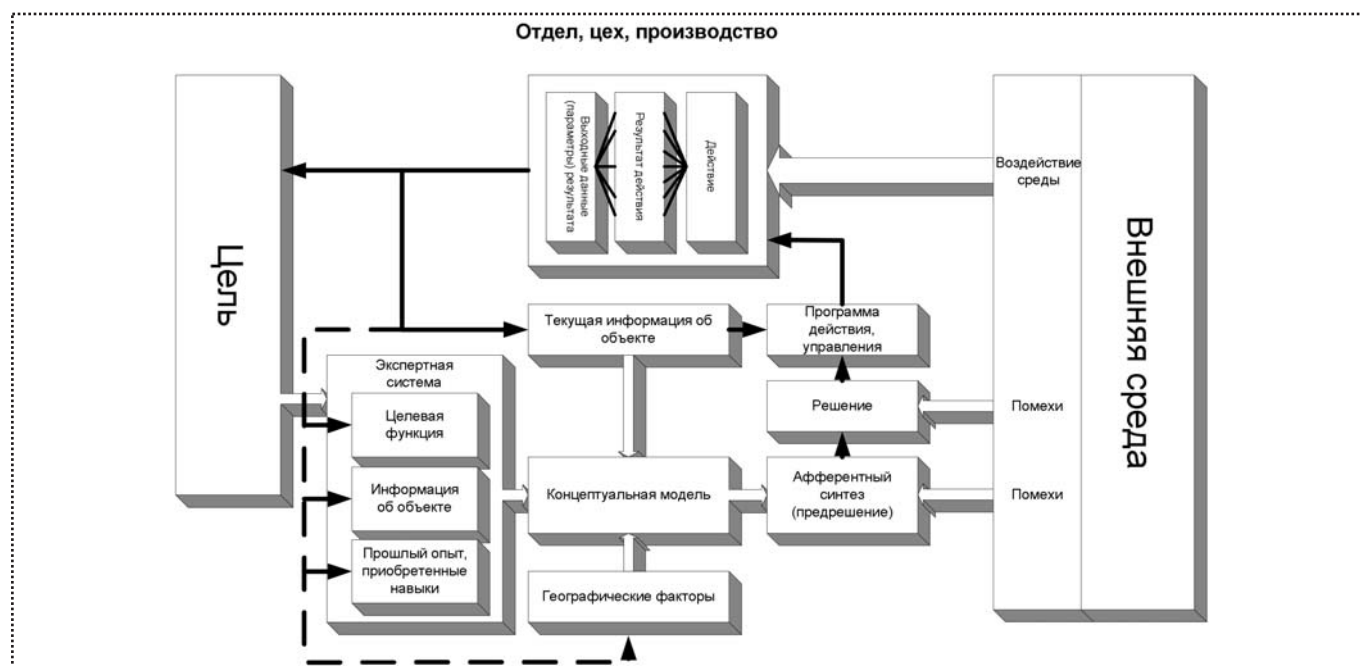 Отдел, цех, производство
Цель
Выходные данные
(параметры) результата
Результат действия
Действие
Воздействие
среды
Внешняя среда
Текущая информация об
объекте
Программа
действия,
управления
Экспертная
система
Целевая
функция
Решение
Помехи
Информация
об объекте
Концептуальная модель
Афферентный
синтез
(предрешение)
Помехи
Прошлый опыт,
приобретенные
навыки
Географические факторы